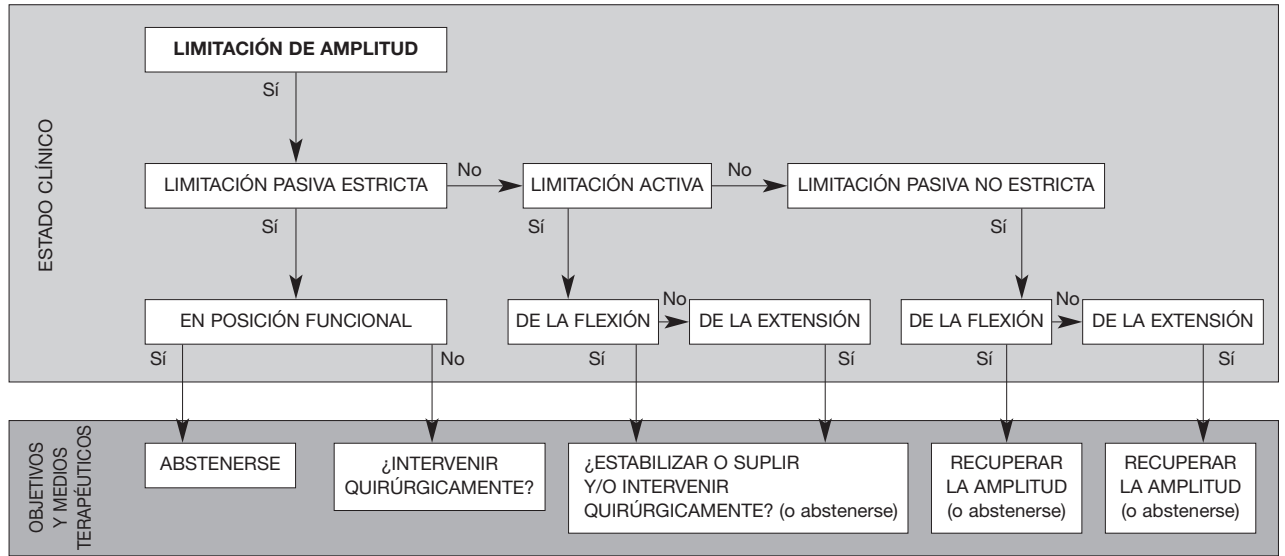 LIMITACIÓN DE AMPLITUD
Sí
LIMITACIÓN PASIVA ESTRICTA
No
LIMITACIÓN ACTIVA
No
LIMITACIÓN PASIVA NO ESTRICTA
Sí
Sí
Sí
EN POSICIÓN FUNCIONAL
DE LA FLEXIÓN
No
DE LA EXTENSIÓN
DE LA FLEXIÓN
No
DE LA EXTENSIÓN
Sí
No
Sí
Sí
Sí
Sí
ESTADO CLÍNICO
OBJETIVOS
Y MEDIOS
TERAPÉUTICOS
ABSTENERSE
¿INTERVENIR
QUIRÚRGICAMENTE?
¿ESTABILIZAR O SUPLIR
Y/O INTERVENIR
QUIRÚRGICAMENTE? (o abstenerse)
RECUPERAR
LA AMPLITUD
(o abstenerse)
RECUPERAR
LA AMPLITUD
(o abstenerse)